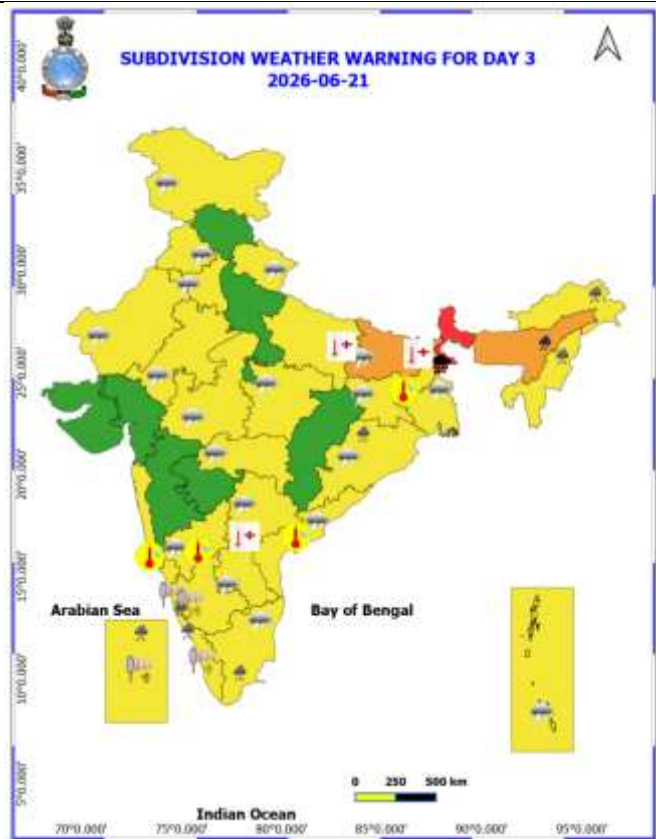 SUBDIVISION WEATHER WARNING FOR DAY 3
2026-06-21
40°0.000'
35°0.000'
30°0.000'
25°0.000'
20°0.000'
15°0.000'
10°0.000'
5°0.000'
Arabian Sea
Bay of Bengal
0 250 500 km
Indian Ocean
70°0.000' 75°0.000' 80°0.000' 85°0.000' 90°0.000' 95°0.000'